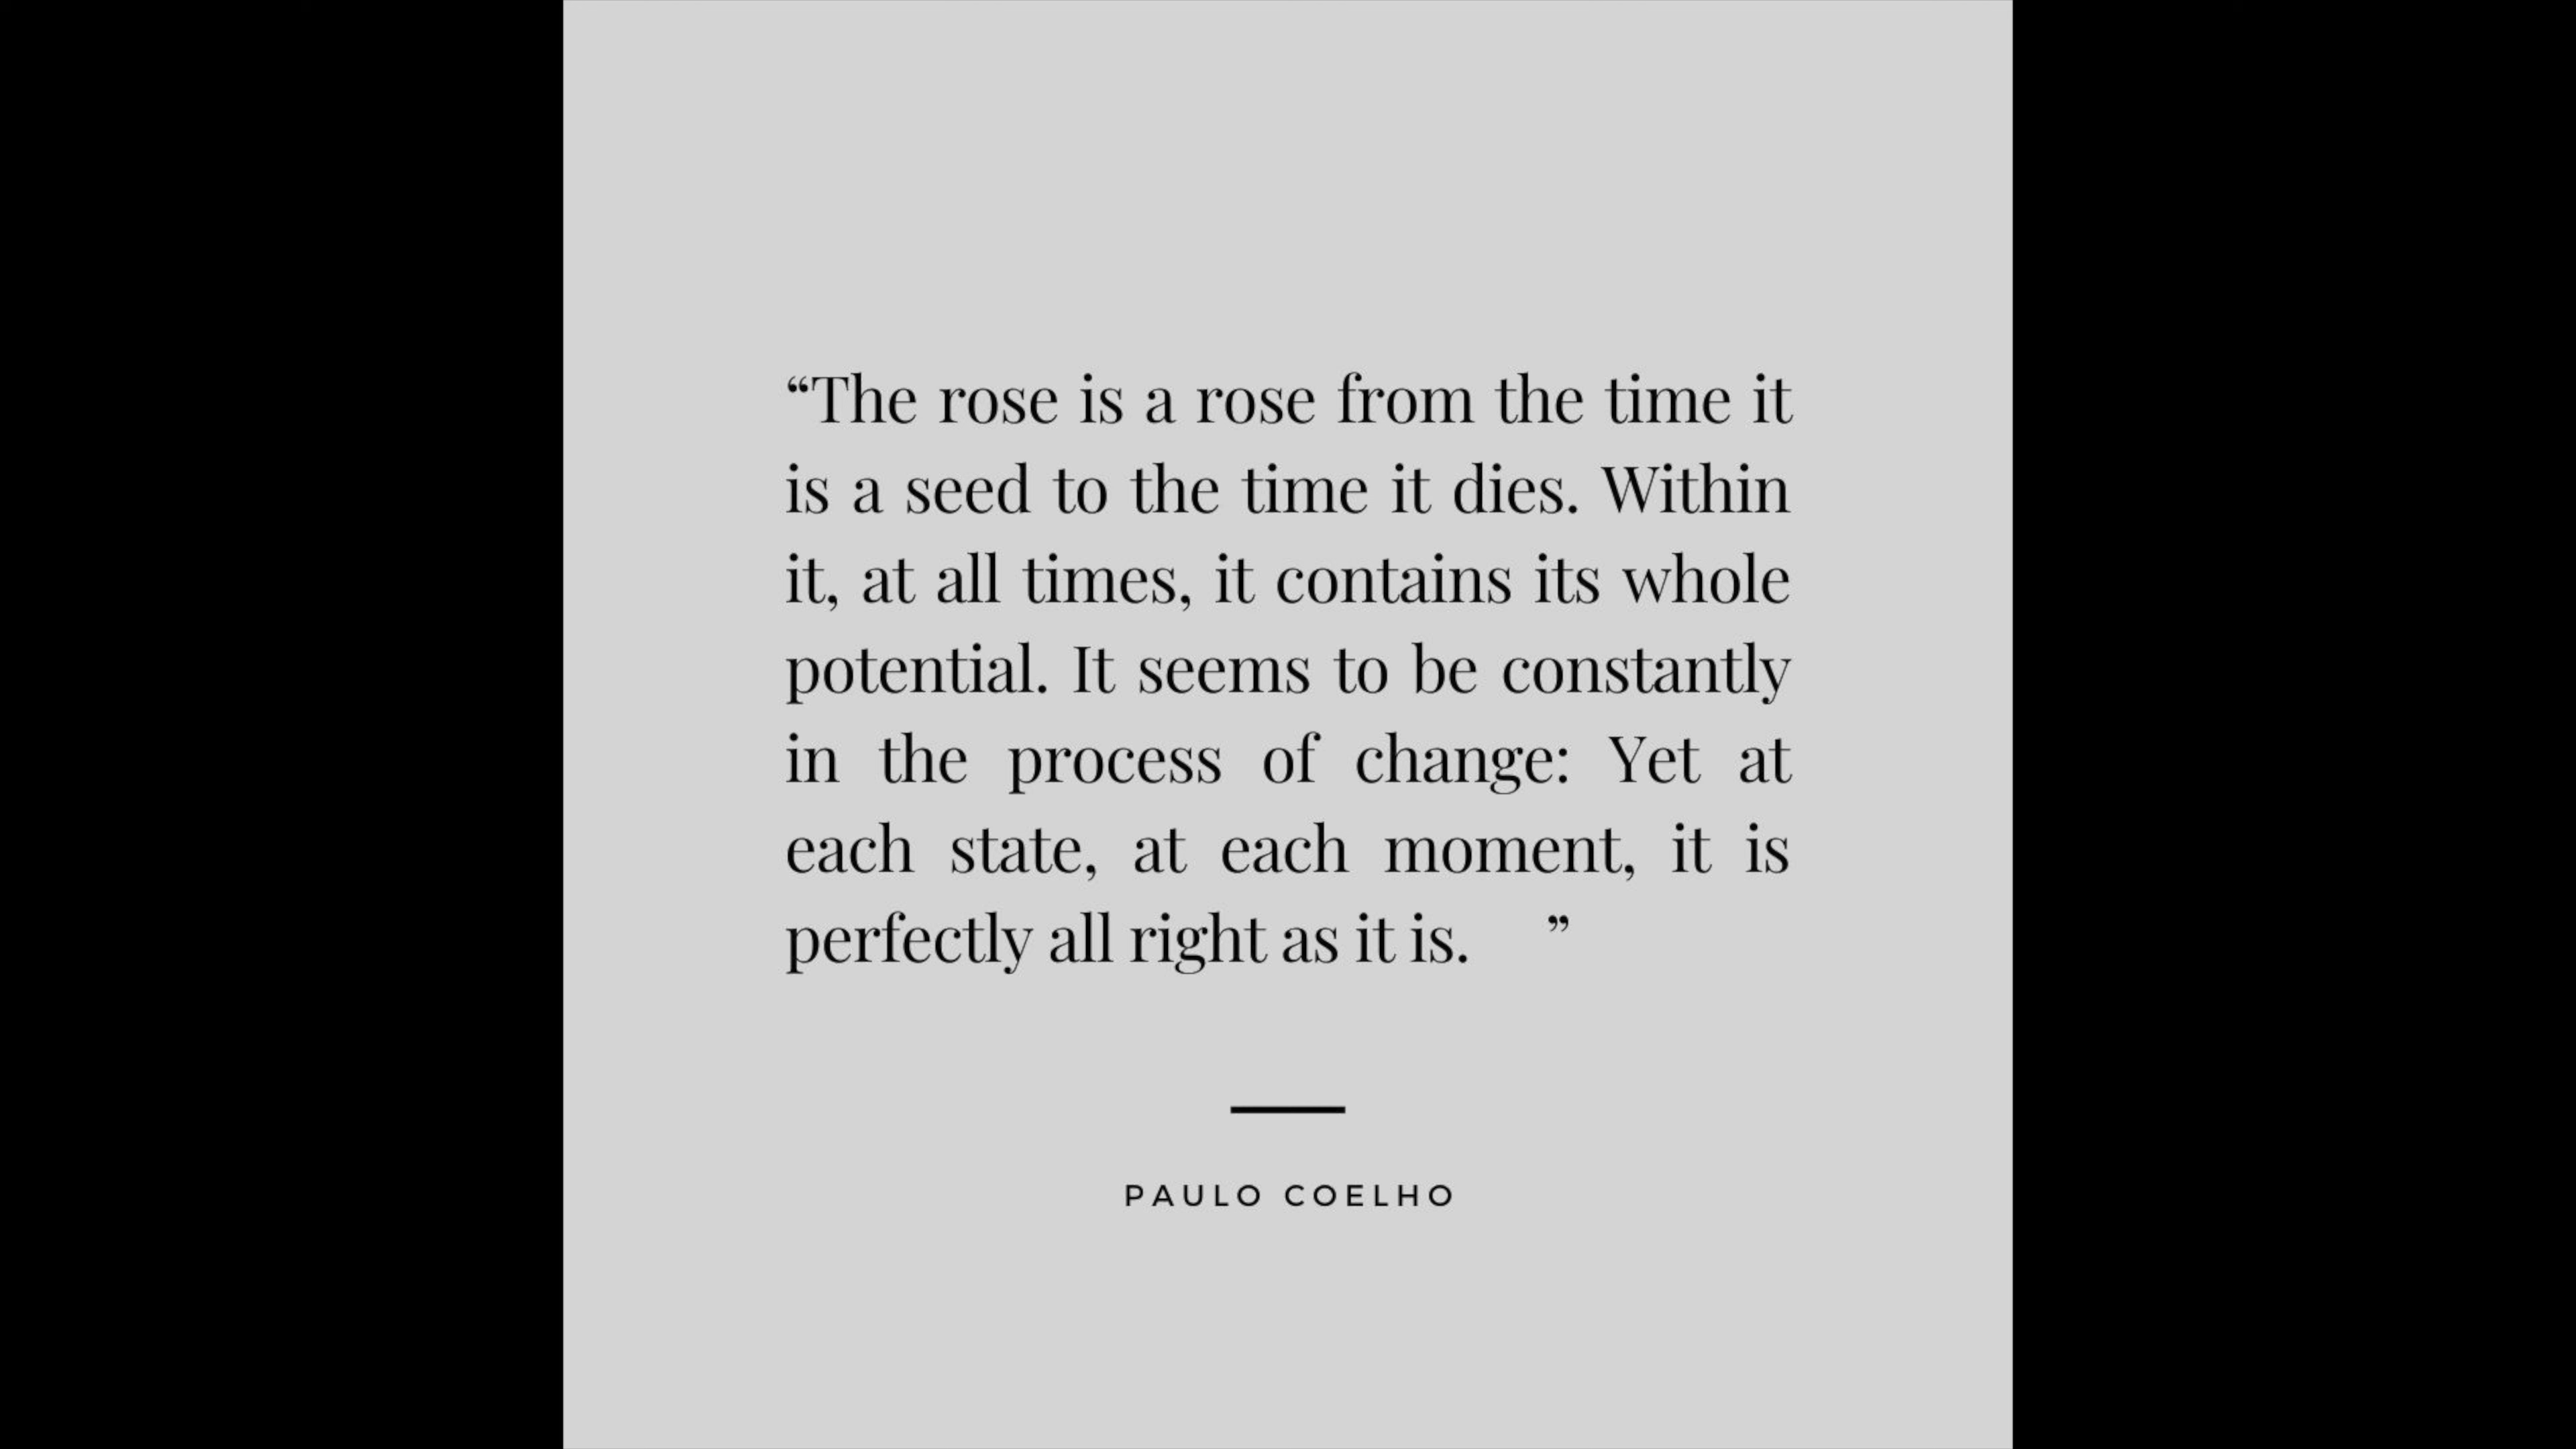 “The rose is a rose from the time it
is a seed to the time it dies. Within
it, at all times, it contains its whole
potential. It seems to be constantly
in the process of change: Yet at
each state, at each moment, it is
perfectly all right as it is. ”
PAULO COELHO